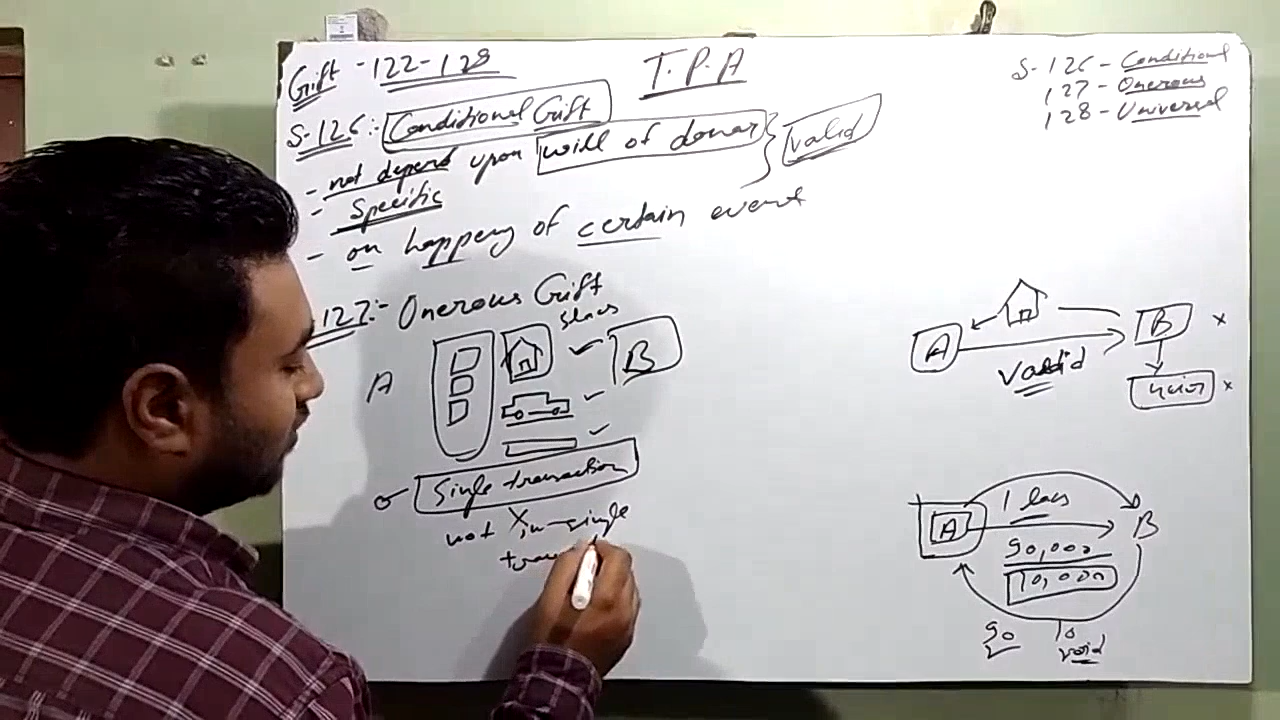 Gift - 122-128
T.P.A
S-126 - Conditional
127 - Onerous
128 - Universal
S-126:- Conditional Gift
- not depend upon will of donar } valid
- Specific
- on happeny of certain event
127:- Onerous Gift
5lacs
A
B
Single transaction
not in single
A
B
Valid
A
1 lacs
B
90,000
10,000
90
10
void